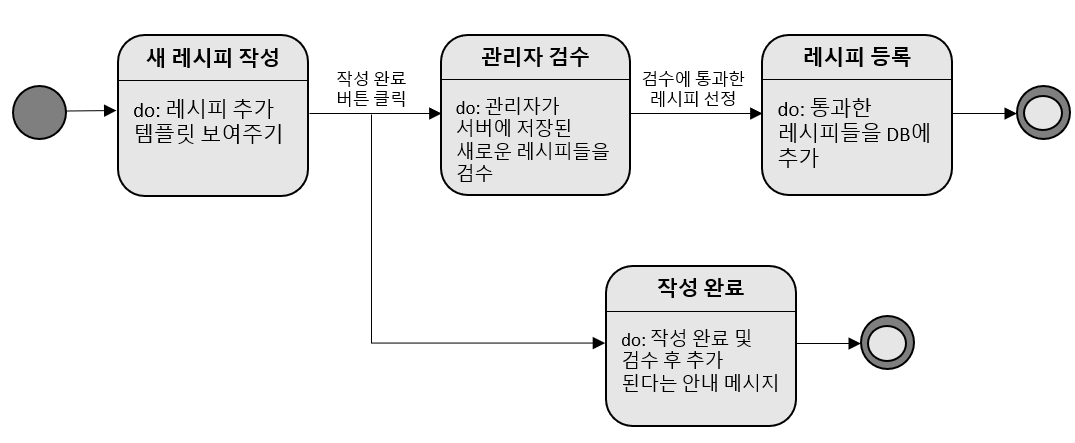 새 레시피 작성
do: 레시피 추가
템플릿 보여주기
작성 완료
버튼 클릭
관리자 검수
do: 관리자가
서버에 저장된
새로운 레시피들을
검수
검수에 통과한
레시피 선정
레시피 등록
do: 통과한
레시피들을 DB에
추가
작성 완료
do: 작성 완료 및
검수 후 추가
된다는 안내 메시지